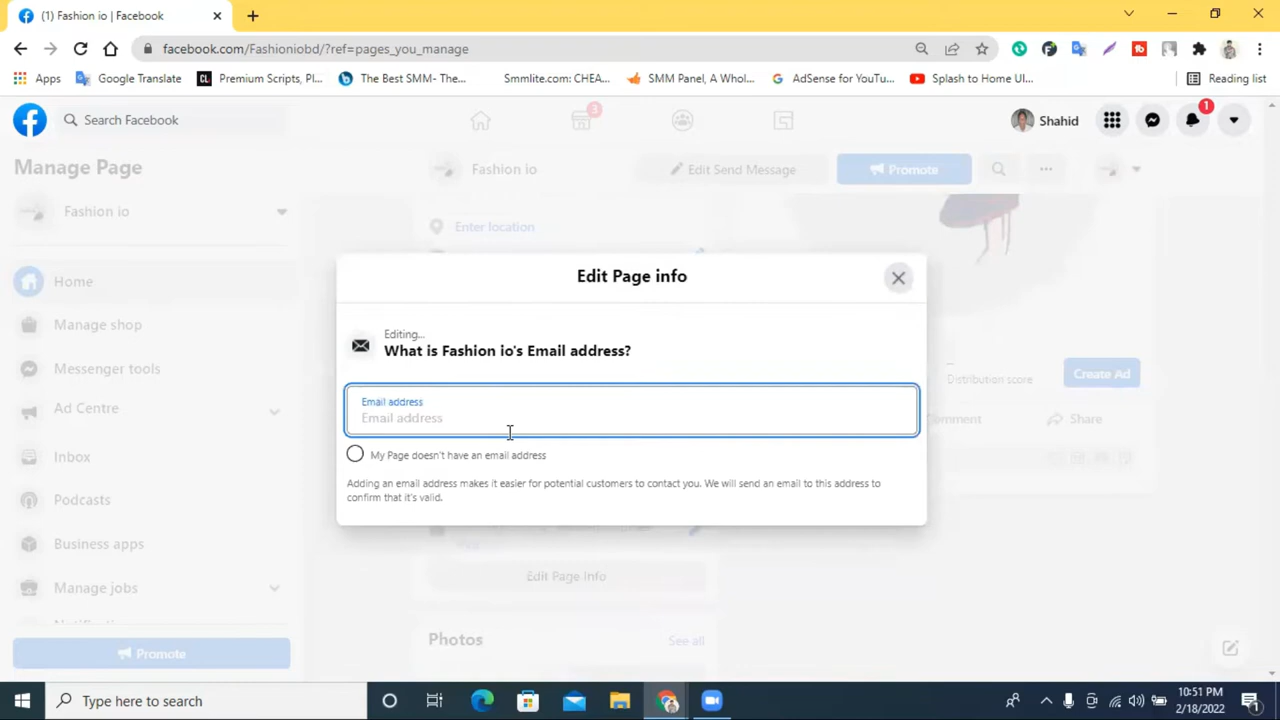 (1) Fashion io | Facebook
facebook.com/Fashioniobd/?ref=pages_you_manage
Apps Google Translate Premium Scripts, Pl... The Best SMM- The... Smmlite.com: CHEA... SMM Panel, A Whol... AdSense for YouTu... Splash to Home UI... Reading list
Search Facebook 3 Shahid 1
Manage Page Fashion io Edit Send Message Promote
Fashion io
Enter location
Home
Manage shop
Messenger tools
Ad Centre
Inbox
Podcasts
Business apps
Manage jobs
Promote
Edit Page info
Editing...
What is Fashion io's Email address?
Email address
Email address
My Page doesn't have an email address
Adding an email address makes it easier for potential customers to contact you. We will send an email to this address to
confirm that it's valid.
Distribution score
Create Ad
Share
Edit Page Info
Photos See all
Type here to search
10:51 PM
2/18/2022
1